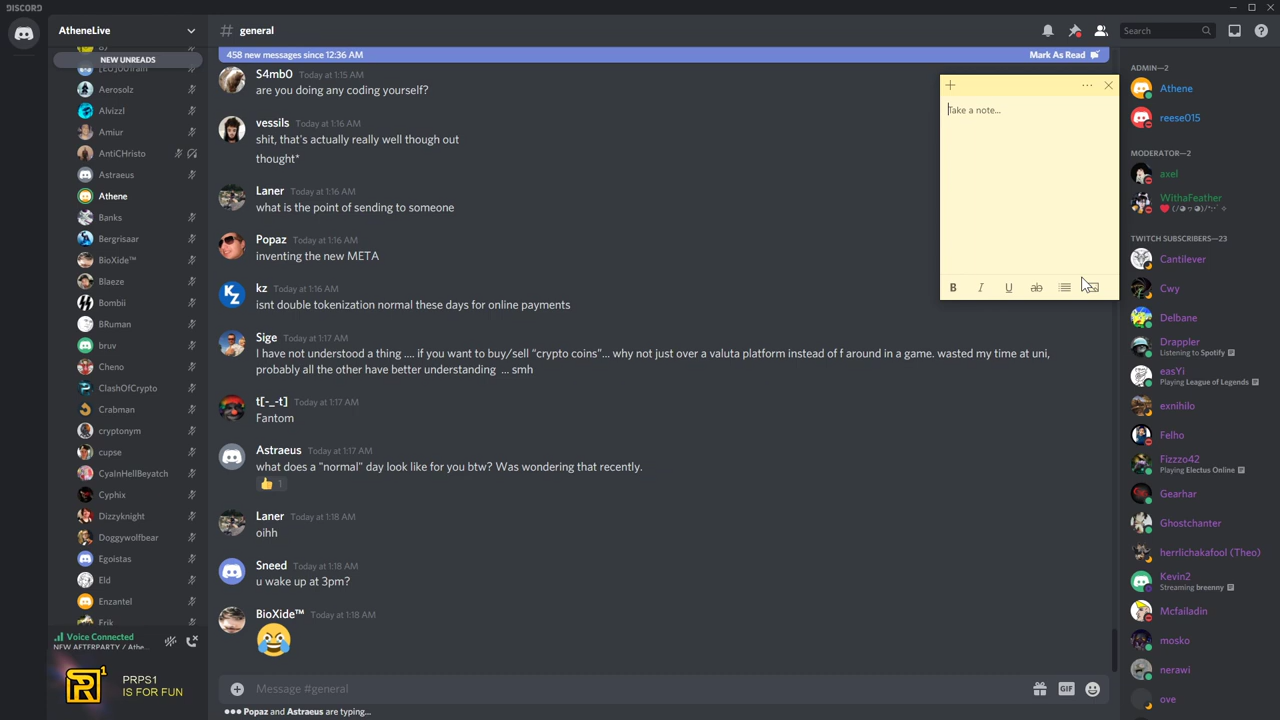 DISCORD
AtheneLive
NEW UNREADS
Aerosolz
Alvizzl
Amiur
AntiCHristo
Astraeus
Athene
Banks
Bergrisaar
BioXide™
Blaeze
Bombii
BRuman
bruv
Cheno
ClashOfCrypto
Crabman
cryptonym
cupse
CyaInHellBeyatch
Cyphix
Dizzyknight
Doggywolfbear
Egoistas
Eld
Enzantel
Erik
Voice Connected
NEW AFTERPARTY / Athe...
PRPS1
IS FOR FUN
# general
Search
458 new messages since 12:36 AM
Mark As Read
S4mb0 Today at 1:15 AM
are you doing any coding yourself?
vessils Today at 1:16 AM
shit, that's actually really well though out
thought*
Laner Today at 1:16 AM
what is the point of sending to someone
Popaz Today at 1:16 AM
inventing the new META
kz Today at 1:16 AM
isnt double tokenization normal these days for online payments
Sige Today at 1:17 AM
I have not understood a thing .... if you want to buy/sell “crypto coins”... why not just over a valuta platform instead of f around in a game. wasted my time at uni,
probably all the other have better understanding ... smh
t[-_-t] Today at 1:17 AM
Fantom
Astraeus Today at 1:17 AM
what does a "normal" day look like for you btw? Was wondering that recently.
1
Laner Today at 1:18 AM
oihh
Sneed Today at 1:18 AM
u wake up at 3pm?
BioXide™ Today at 1:18 AM
Message #general
GIF
Popaz and Astraeus are typing...
Take a note...
B I U ab
ADMIN—2
Athene
reese015
MODERATOR—2
axel
WithaFeather
TWITCH SUBSCRIBERS—23
Cantilever
Cwy
Delbane
Drappler
Listening to Spotify
easYi
Playing League of Legends
exnihilo
Felho
Fizzzo42
Playing Electus Online
Gearhar
Ghostchanter
herrlichakafool (Theo)
Kevin2
Streaming breenny
Mcfailadin
mosko
nerawi
ove